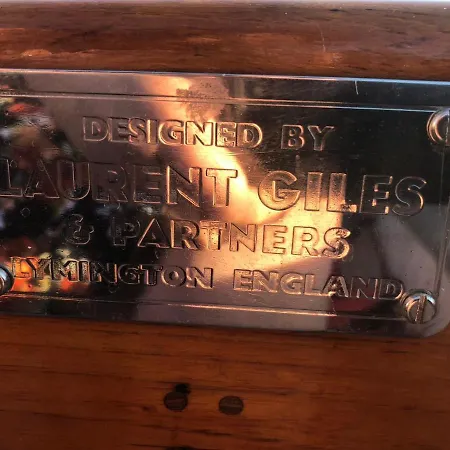 DESIGNED BY
LAURENT GILES
& PARTNERS
LYMINGTON ENGLAND